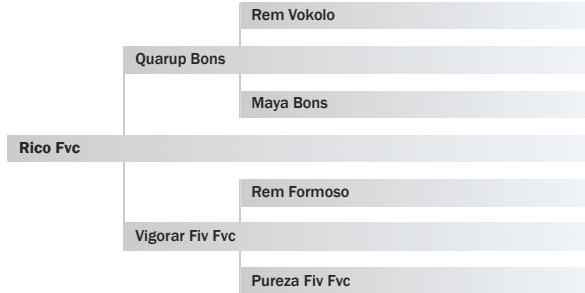 Rem Vokolo
Quarup Bons
Maya Bons
Rico Fvc
Rem Formoso
Vigorar Fiv Fvc
Pureza Fiv Fvc